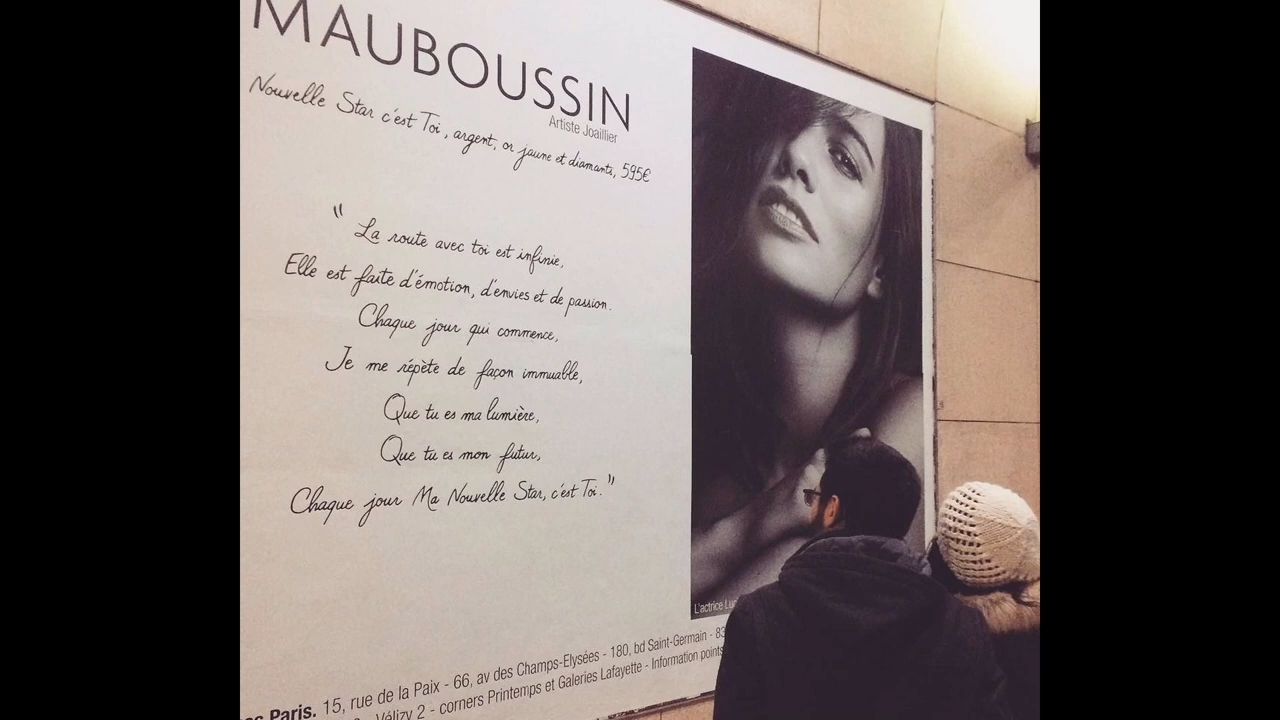 MAUBOUSSIN
Artiste Joaillier
Nouvelle Star c'est Toi, argent, or jaune et diamants, 595€
" La route avec toi est infinie,
Elle est faite d'émotion, d'envies et de passion.
Chaque jour qui commence,
Je me répète de façon immuable,
Que tu es ma lumière,
Que tu es mon futur,
Chaque jour Ma Nouvelle Star, c'est Toi."
L'actrice
Paris. 15, rue de la Paix - 66, av des Champs-Elysées - 180, bd Saint-Germain - 83
Vélizy 2 - corners Printemps et Galeries Lafayette - Information points